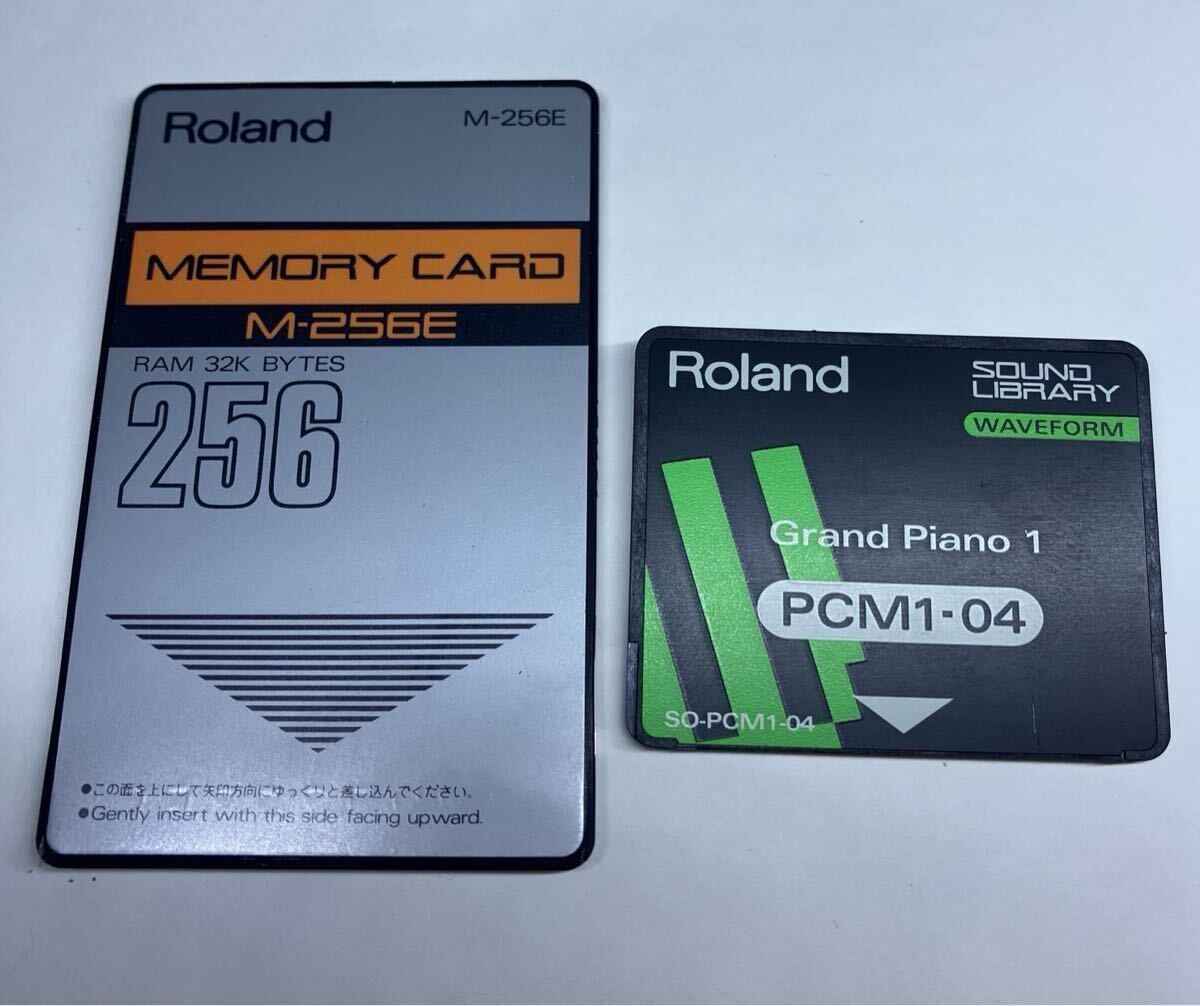 Roland
M-256E
MEMORY CARD
M-256E
RAM 32K BYTES
256
●この面を上にして矢印方向にゆっくりと差し込んでください。
●Gently insert with this side facing upward.
Roland
SOUND
LIBRARY
WAVEFORM
Grand Piano 1
PCM1-04
SO-PCM1-04